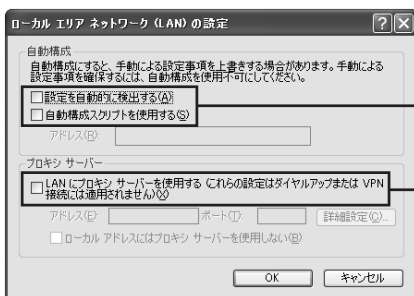 ローカル エリア ネットワーク (LAN) の設定
自動構成
自動構成にすると、手動による設定事項を上書きする場合があります。手動による
設定事項を確保するには、自動構成を使用不可にしてください。
設定を自動的に検出する(A)
自動構成スクリプトを使用する(S)
アドレス(R):
プロキシ サーバー
LAN にプロキシ サーバーを使用する (これらの設定はダイヤルアップまたは VPN
接続には適用されません)(X)
アドレス(E): ポート(T): 詳細設定(C)...
ローカル アドレスにはプロキシ サーバーを使用しない(B)
OK キャンセル